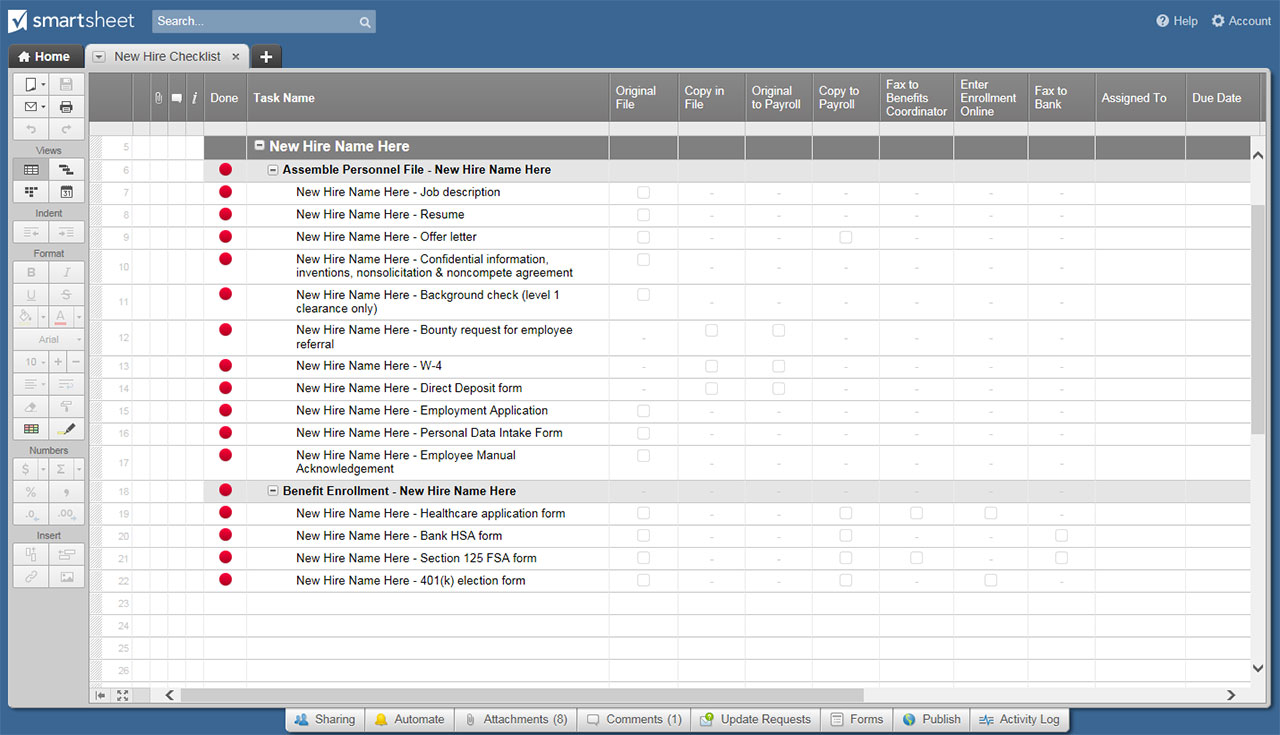 smartsheet
Search...
Help
Account
Home
New Hire Checklist
Done
Task Name
Original File
Copy in File
Original to Payroll
Copy to Payroll
Fax to Benefits Coordinator
Enter Enrollment Online
Fax to Bank
Assigned To
Due Date
Views
31
Indent
Format
B I
U S
A
Arial
10 + −
Numbers
$ Σ
% ,
.0 .00
Insert
5 New Hire Name Here
6 Assemble Personnel File - New Hire Name Here
7 New Hire Name Here - Job description - - - - - -
8 New Hire Name Here - Resume - - - - - -
9 New Hire Name Here - Offer letter - - - - -
10 New Hire Name Here - Confidential information,
inventions, nonsolicitation & noncompete agreement - - - - - -
11 New Hire Name Here - Background check (level 1
clearance only) - - - - - -
12 New Hire Name Here - Bounty request for employee
referral - - - - -
13 New Hire Name Here - W-4 - - - - -
14 New Hire Name Here - Direct Deposit form - - - - -
15 New Hire Name Here - Employment Application - - - - - -
16 New Hire Name Here - Personal Data Intake Form - - - - - -
17 New Hire Name Here - Employee Manual
Acknowledgement - - - - - -
18 Benefit Enrollment - New Hire Name Here - - - - - - -
19 New Hire Name Here - Healthcare application form - - -
20 New Hire Name Here - Bank HSA form - - - -
21 New Hire Name Here - Section 125 FSA form - - -
22 New Hire Name Here - 401(k) election form - - - -
23
24
25
26
Sharing
Automate
Attachments (8)
Comments (1)
Update Requests
Forms
Publish
Activity Log